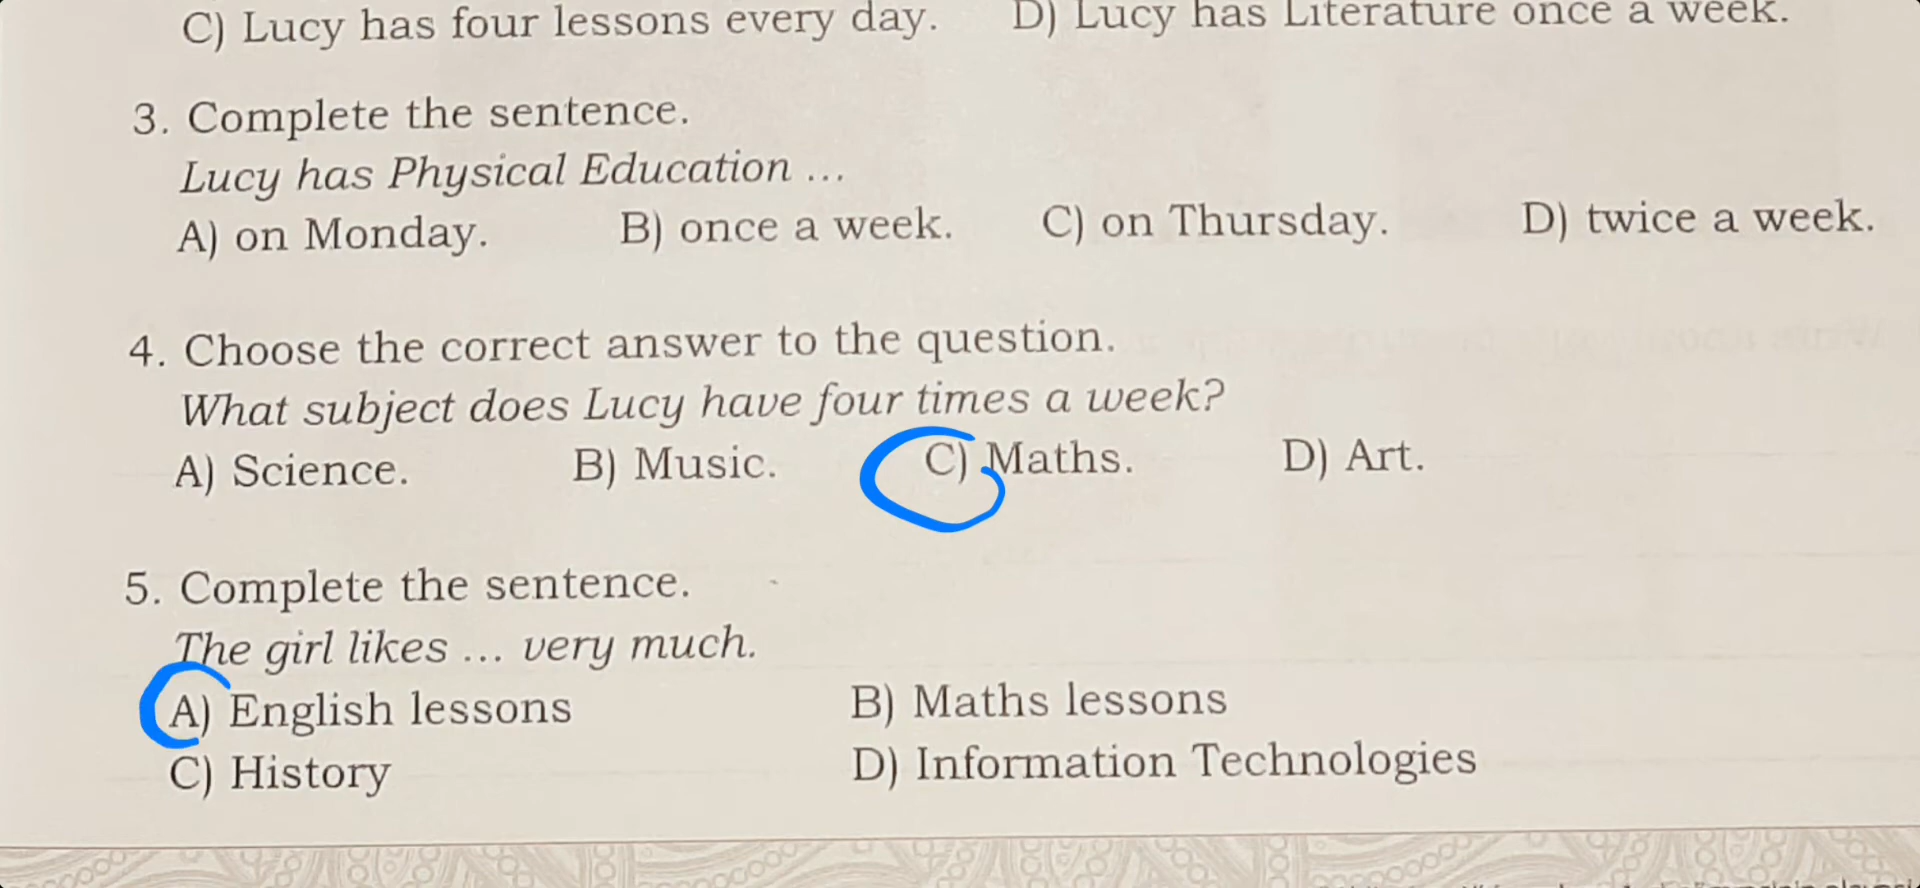 C) Lucy has four lessons every day. D) Lucy has Literature once a week.
3. Complete the sentence.
Lucy has Physical Education ...
A) on Monday. B) once a week. C) on Thursday. D) twice a week.
4. Choose the correct answer to the question.
What subject does Lucy have four times a week?
A) Science. B) Music. C) Maths. D) Art.
5. Complete the sentence.
The girl likes ... very much.
A) English lessons B) Maths lessons
C) History D) Information Technologies